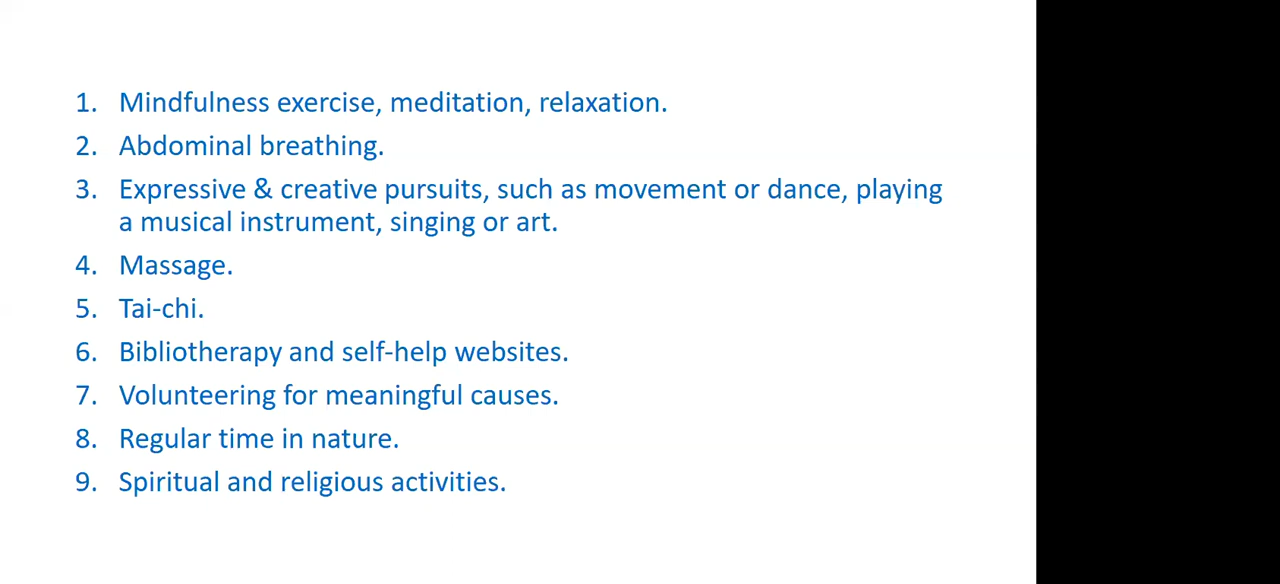 1. Mindfulness exercise, meditation, relaxation.
2. Abdominal breathing.
3. Expressive & creative pursuits, such as movement or dance, playing
a musical instrument, singing or art.
4. Massage.
5. Tai-chi.
6. Bibliotherapy and self-help websites.
7. Volunteering for meaningful causes.
8. Regular time in nature.
9. Spiritual and religious activities.